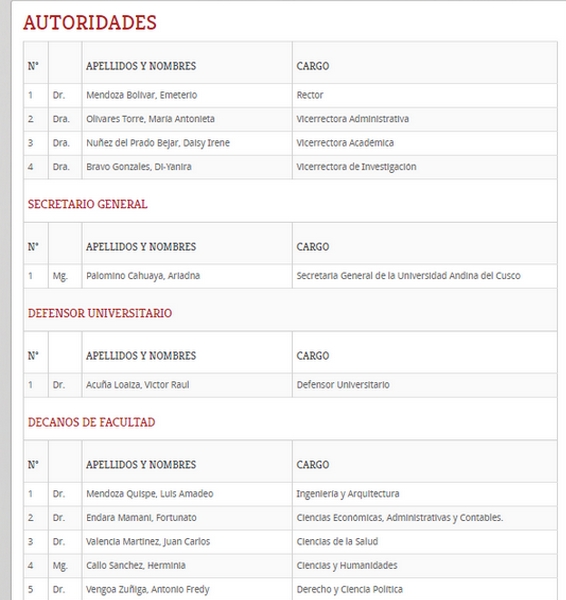 AUTORIDADES
N° APELLIDOS Y NOMBRES CARGO
1 Dr. Mendoza Bolivar, Emeterio Rector
2 Dra. Olivares Torre, Maria Antonieta Vicerrectora Administrativa
3 Dra. Nuñez del Prado Bejar, Daisy Irene Vicerrectora Académica
4 Dra. Bravo Gonzales, Di-Yanira Vicerrectora de Investigación
SECRETARIO GENERAL
N° APELLIDOS Y NOMBRES CARGO
1 Mg. Palomino Cahuaya, Ariadna Secretaria General de la Universidad Andina del Cusco
DEFENSOR UNIVERSITARIO
N° APELLIDOS Y NOMBRES CARGO
1 Dr. Acuña Loaiza, Victor Raul Defensor Universitario
DECANOS DE FACULTAD
N° APELLIDOS Y NOMBRES CARGO
1 Dr. Mendoza Quispe, Luis Amadeo Ingeniería y Arquitectura
2 Dr. Endara Mamani, Fortunato Ciencias Económicas, Administrativas y Contables.
3 Dr. Valencia Martinez, Juan Carlos Ciencias de la Salud
4 Mg. Callo Sanchez, Herminia Ciencias y Humanidades
5 Dr. Vengoa Zuñiga, Antonio Fredy Derecho y Ciencia Política